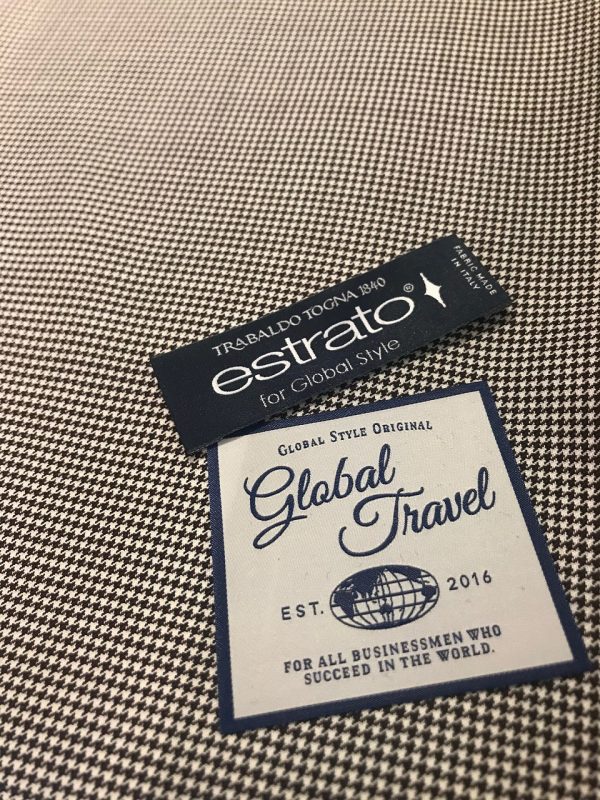 TRABALDO TOGNA 1840
estrato®
for Global Style
FABRIC MADE
IN ITALY
GLOBAL STYLE ORIGINAL
Global
Travel
EST. 2016
FOR ALL BUSINESSMEN WHO
SUCCEED IN THE WORLD.